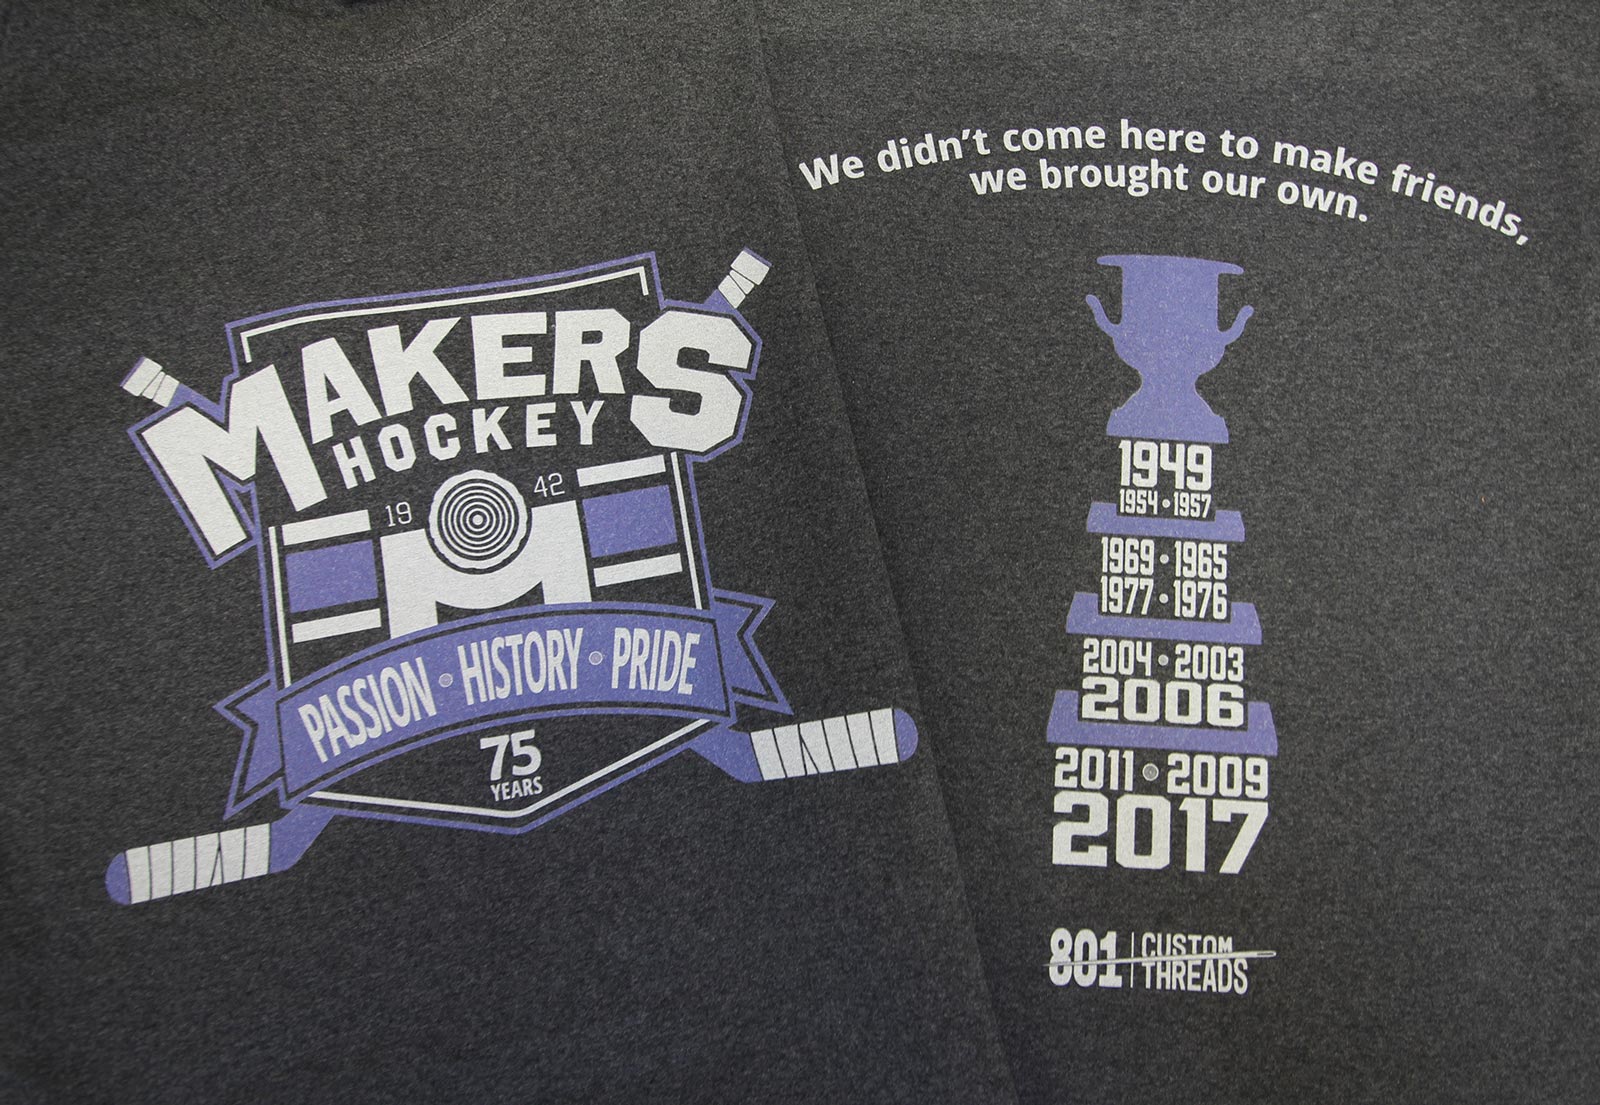 MAKERS
HOCKEY
19 42
PASSION • HISTORY • PRIDE
75
YEARS
We didn't come here to make friends,
we brought our own.
1949
1954 • 1957
1969 • 1965
1977 • 1976
2004 • 2003
2006
2011 • 2009
2017
801 | CUSTOM
THREADS